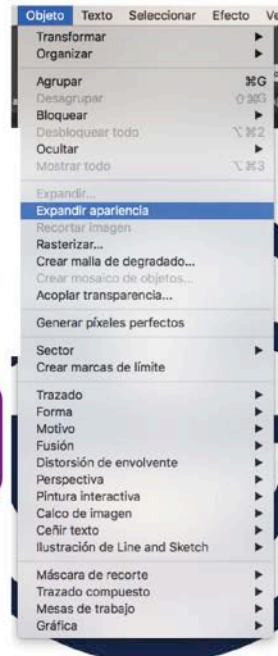 Objeto Texto Seleccionar Efecto
Transformar
Organizar
Agrupar ⌘G
Desagrupar ⇧⌘G
Bloquear
Desbloquear todo ⌥⌘2
Ocultar
Mostrar todo ⌥⌘3
Expandir...
Expandir apariencia
Recortar imagen
Rasterizar...
Crear malla de degradado...
Crear mosaico de objetos...
Acoplar transparencia...
Generar píxeles perfectos
Sector
Crear marcas de límite
Trazado
Forma
Motivo
Fusión
Distorsión de envolvente
Perspectiva
Pintura interactiva
Calco de imagen
Ceñir texto
Ilustración de Line and Sketch
Máscara de recorte
Trazado compuesto
Mesas de trabajo
Gráfica